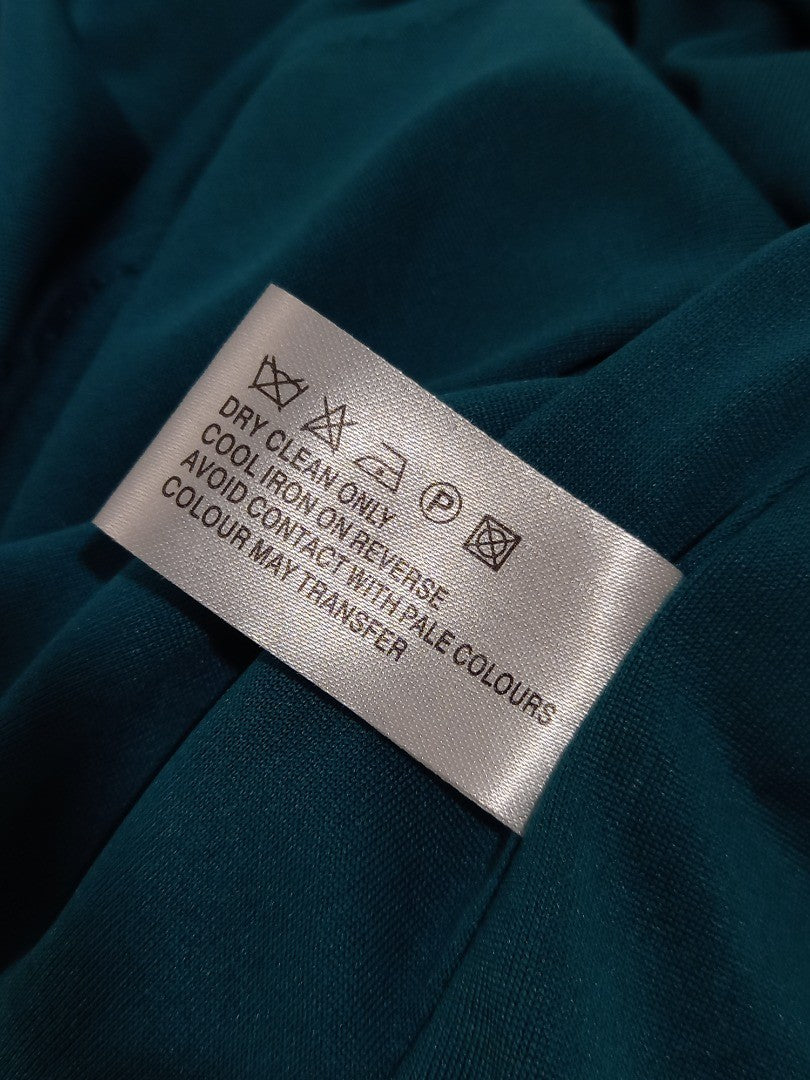 P
DRY CLEAN ONLY
COOL IRON ON REVERSE
AVOID CONTACT WITH PALE COLOURS
COLOUR MAY TRANSFER